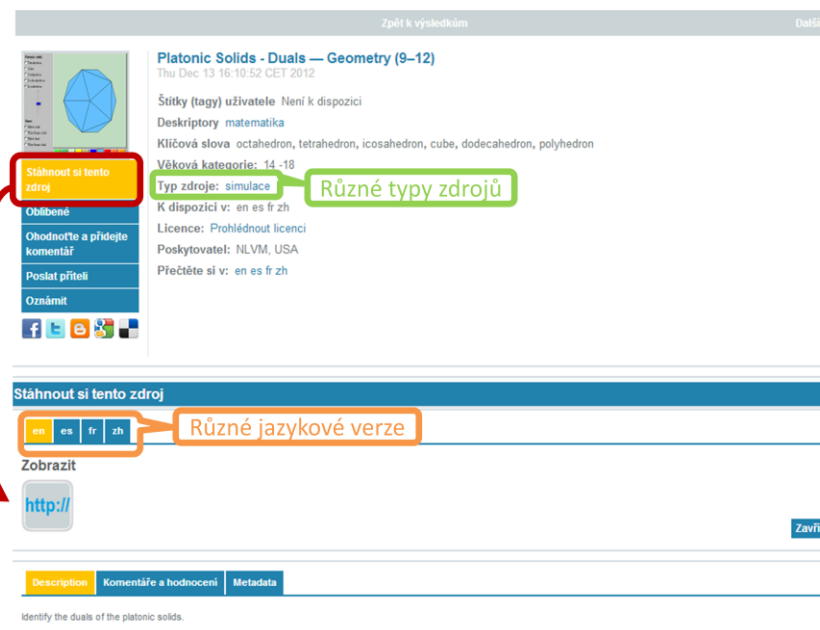 Zpět k výsledkům
Další
Platonic Solids - Duals — Geometry (9–12)
Thu Dec 13 16:10:52 CET 2012
Štítky (tagy) uživatele Není k dispozici
Deskriptory matematika
Klíčová slova octahedron, tetrahedron, icosahedron, cube, dodecahedron, polyhedron
Věková kategorie: 14 -18
Typ zdroje: simulace
Různé typy zdrojů
K dispozici v: en es fr zh
Licence: Prohlédnout licenci
Poskytovatel: NLVM, USA
Přečtěte si v: en es fr zh
Stáhnout si tento
zdroj
Oblíbené
Ohodnoťte a přidejte
komentář
Poslat příteli
Oznámit
Stáhnout si tento zdroj
en es fr zh
Různé jazykové verze
Zobrazit
http://
Description Komentáře a hodnocení Metadata
Identify the duals of the platonic solids.